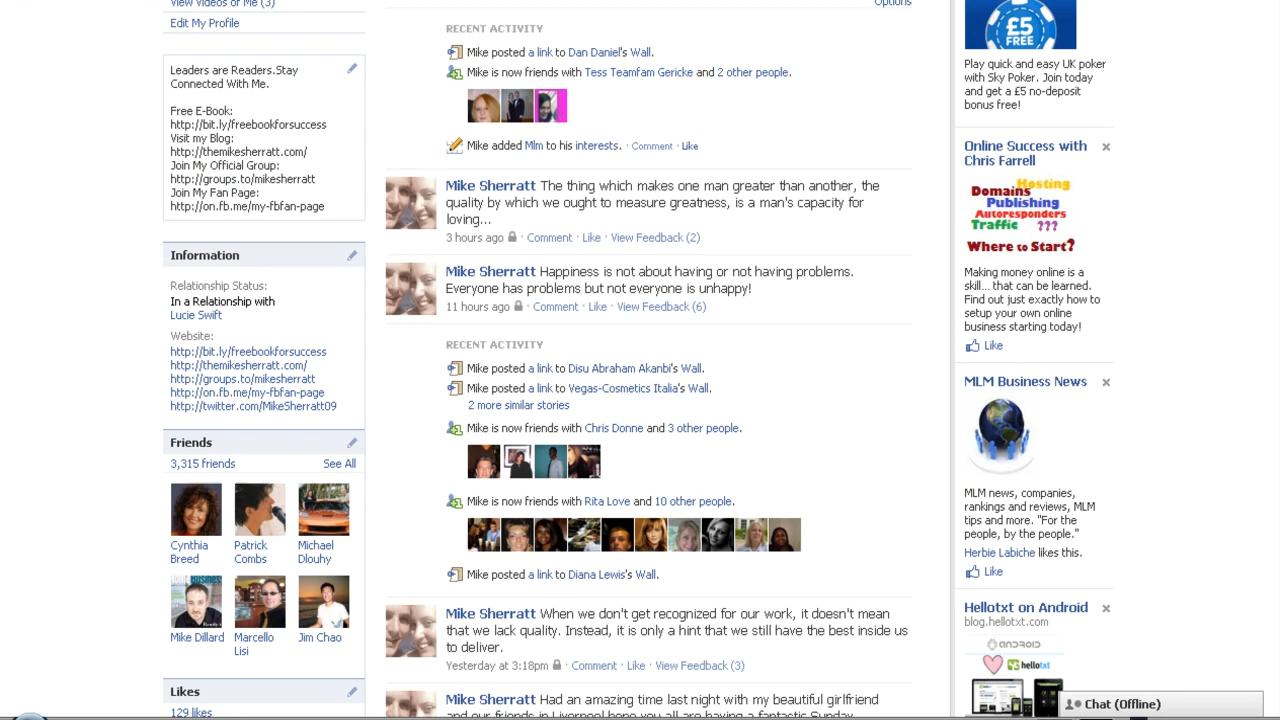 View Videos of Me (3)
Edit My Profile
Leaders are Readers.Stay
Connected With Me.
Free E-Book:
http://bit.ly/freebookforsuccess
Visit my Blog:
http://themikesherratt.com/
Join My Official Group:
http://groups.to/mikesherratt
Join My Fan Page:
http://on.fb.me/my-fbfan-page
Information
Relationship Status:
In a Relationship with
Lucie Swift
Website:
http://bit.ly/freebookforsuccess
http://themikesherratt.com/
http://groups.to/mikesherratt
http://on.fb.me/my-fbfan-page
http://twitter.com/MikeSherratt09
Friends
3,315 friends See All
Cynthia Breed
Patrick Combs
Michael Dlouhy
Mike Dillard
Marcello Lisi
Jim Chao
Likes
129 likes
Options
RECENT ACTIVITY
Mike posted a link to Dan Daniel's Wall.
Mike is now friends with Tess Teamfam Gericke and 2 other people.
Mike added Mlm to his interests. · Comment · Like
Mike Sherratt The thing which makes one man greater than another, the
quality by which we ought to measure greatness, is a man's capacity for
loving...
3 hours ago · Comment · Like · View Feedback (2)
Mike Sherratt Happiness is not about having or not having problems.
Everyone has problems but not everyone is unhappy!
11 hours ago · Comment · Like · View Feedback (6)
RECENT ACTIVITY
Mike posted a link to Disu Abraham Akanbi's Wall.
Mike posted a link to Vegas-Cosmetics Italia's Wall.
2 more similar stories
Mike is now friends with Chris Donne and 3 other people.
Mike is now friends with Rita Love and 10 other people.
Mike posted a link to Diana Lewis's Wall.
Mike Sherratt When we don't get recognized for our work, it doesn't mean
that we lack quality. Instead, it is only a hint that we still have the best inside us
to deliver.
Yesterday at 3:18pm · Comment · Like · View Feedback (3)
Mike Sherratt Had an amazing time last night with my beautiful girlfriend
and our friends in Liverpool hope you all are having a fantastic Sunday
£5
FREE
Play quick and easy UK poker
with Sky Poker. Join today
and get a £5 no-deposit
bonus free!
Online Success with
Chris Farrell
Hosting
Domains
Publishing
Autoresponders
Traffic ???
Where to Start?
Making money online is a
skill... that can be learned.
Find out just exactly how to
setup your own online
business starting today!
Like
MLM Business News
MLM news, companies,
rankings and reviews, MLM
tips and more. "For the
people, by the people."
Herbie Labiche likes this.
Like
Hellotxt on Android
blog.hellotxt.com
ANDROID
hellotxt
Chat (Offline)